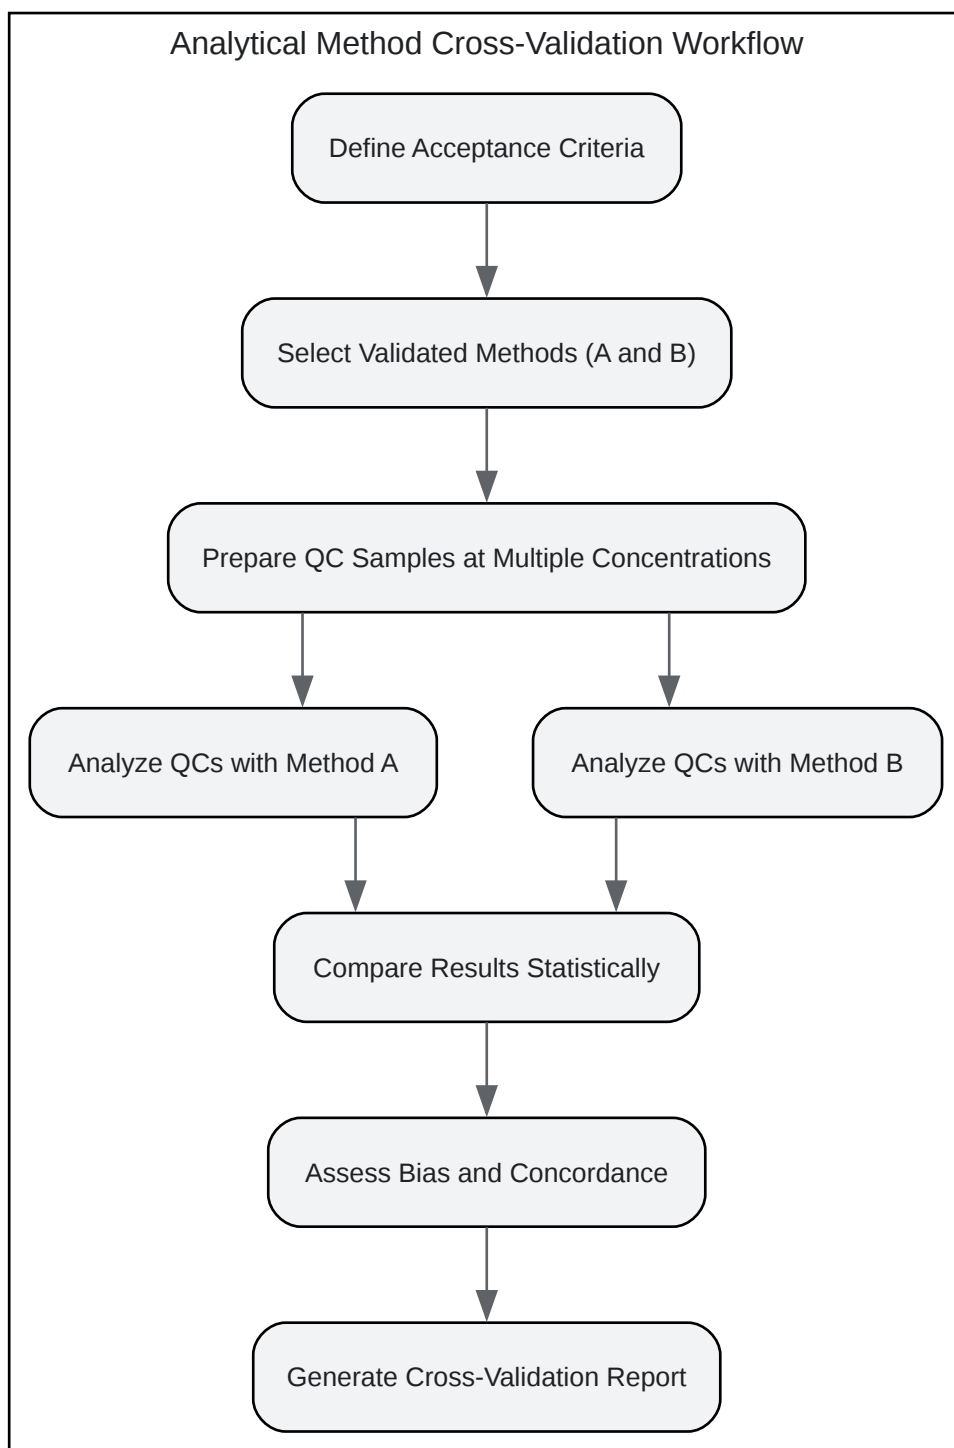 Analytical Method Cross-Validation Workflow
Define Acceptance Criteria
Select Validated Methods (A and B)
Prepare QC Samples at Multiple Concentrations
Analyze QCs with Method A
Analyze QCs with Method B
Compare Results Statistically
Assess Bias and Concordance
Generate Cross-Validation Report